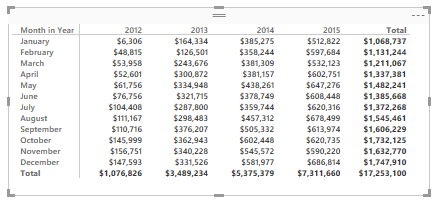 Month in Year 2012 2013 2014 2015 Total
January $6,306 $164,334 $385,275 $512,822 $1,068,737
February $48,815 $126,501 $358,244 $597,684 $1,131,244
March $53,958 $243,676 $381,309 $532,123 $1,211,067
April $52,601 $300,872 $381,157 $602,751 $1,337,381
May $61,756 $334,948 $438,261 $647,276 $1,482,241
June $76,756 $321,715 $378,749 $608,448 $1,385,668
July $104,408 $287,800 $359,744 $620,316 $1,372,268
August $111,167 $298,483 $457,312 $678,499 $1,545,461
September $110,716 $376,207 $505,332 $613,974 $1,606,229
October $145,999 $362,943 $602,448 $620,735 $1,732,125
November $156,751 $340,228 $545,572 $590,220 $1,632,770
December $147,593 $331,526 $581,977 $686,814 $1,747,910
Total $1,076,826 $3,489,234 $5,375,379 $7,311,660 $17,253,100